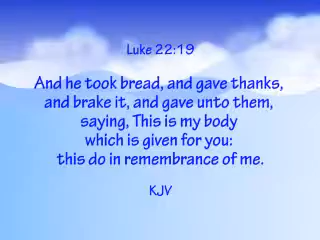 Luke 22:19
And he took bread, and gave thanks,
and brake it, and gave unto them,
saying, This is my body
which is given for you:
this do in remembrance of me.
KJV